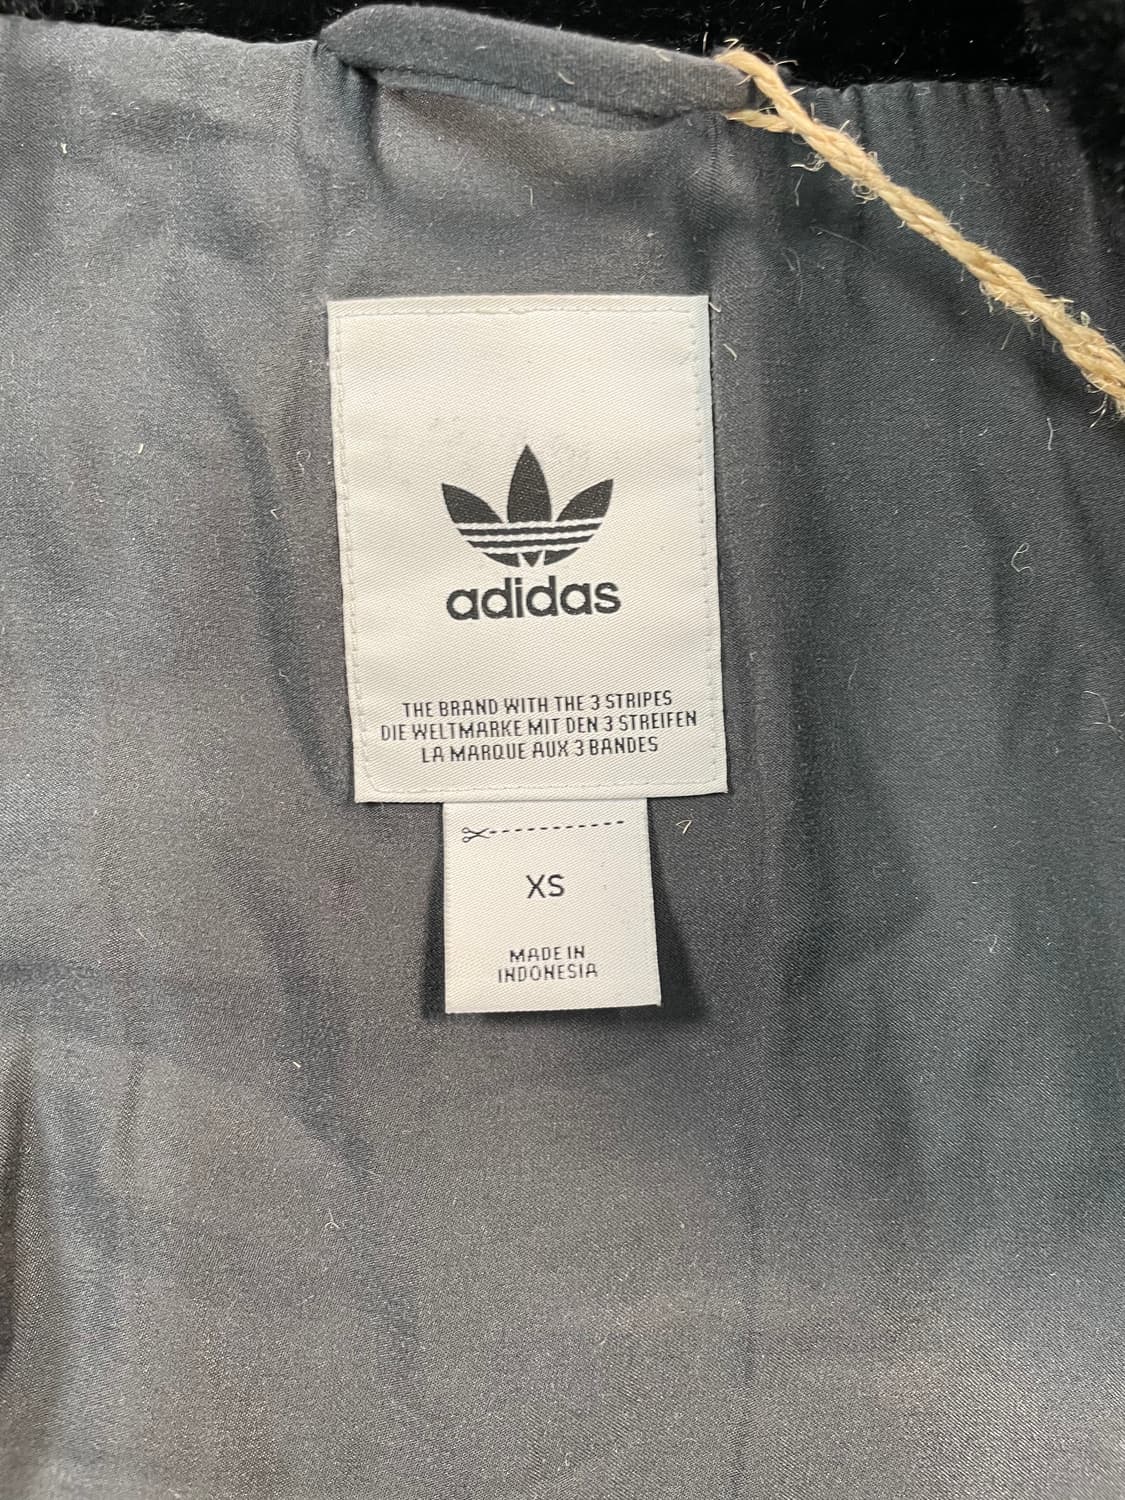 adidas
THE BRAND WITH THE 3 STRIPES
DIE WELTMARKE MIT DEN 3 STREIFEN
LA MARQUE AUX 3 BANDES
XS
MADE IN
INDONESIA